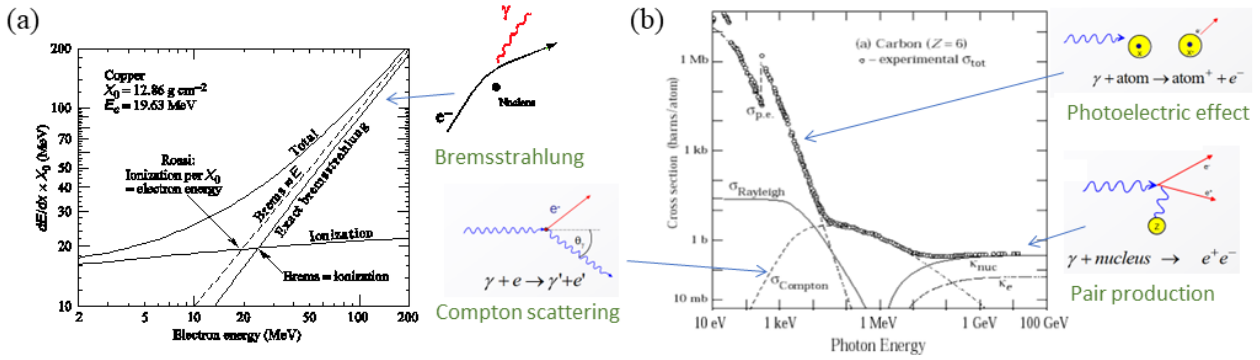 (a)
200
100
50
40
30
20
10
dE/dx × X₀ (MeV)
Copper
X₀ = 12.86 g cm⁻²
E_c = 19.63 MeV
Rossi:
Ionization per X₀
= electron energy
Total
Brems ≈ E
Exact bremsstrahlung
Ionization
Brems = ionization
2
5
10
20
50
100
200
Electron energy (MeV)
γ
Nucleus
e⁻
Bremsstrahlung
e⁻
θγ
γ + e → γ' + e'
Compton scattering
(b)
Cross section (barns/atom)
1 Mb
1 kb
1 b
10 mb
(a) Carbon (Z = 6)
o – experimental σtot
σp.e.
σRayleigh
σCompton
κnuc
κe
10 eV
1 keV
1 MeV
1 GeV
100 GeV
Photon Energy
X
X⁺
e⁻
γ + atom → atom⁺ + e⁻
Photoelectric effect
e⁻
e⁺
Z
γ + nucleus → e⁺e⁻
Pair production